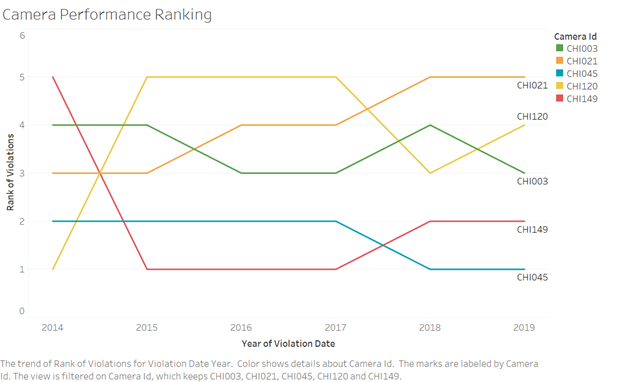 Camera Performance Ranking
Camera Id
CHI003
CHI021
CHI045
CHI120
CHI149
Rank of Violations
6
5
4
3
2
1
0
CHI021
CHI120
CHI003
CHI149
CHI045
2014 2015 2016 2017 2018 2019
Year of Violation Date
The trend of Rank of Violations for Violation Date Year. Color shows details about Camera Id. The marks are labeled by Camera
Id. The view is filtered on Camera Id, which keeps CHI003, CHI021, CHI045, CHI120 and CHI149.